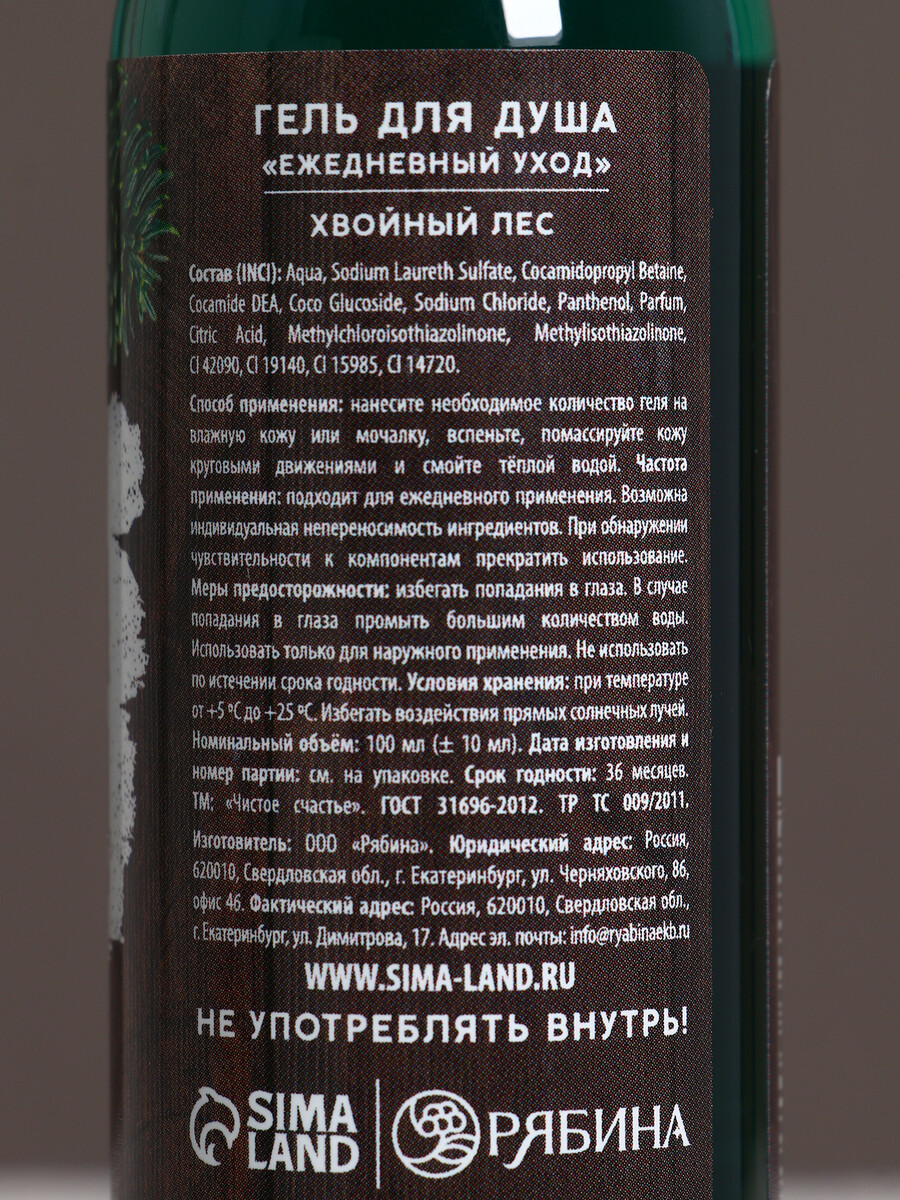 ГЕЛЬ ДЛЯ ДУША
«ЕЖЕДНЕВНЫЙ УХОД»
ХВОЙНЫЙ ЛЕС
Состав (INCI): Aqua, Sodium Laureth Sulfate, Cocamidopropyl Betaine,
Cocamide DEA, Coco Glucoside, Sodium Chloride, Panthenol, Parfum,
Citric Acid, Methylchloroisothiazolinone, Methylisothiazolinone,
CI 42090, CI 19140, CI 15985, CI 14720.
Способ применения: нанесите необходимое количество геля на
влажную кожу или мочалку, вспеньте, помассируйте кожу
круговыми движениями и смойте тёплой водой. Частота
применения: подходит для ежедневного применения. Возможна
индивидуальная непереносимость ингредиентов. При обнаружении
чувствительности к компонентам прекратить использование.
Меры предосторожности: избегать попадания в глаза. В случае
попадания в глаза промыть большим количеством воды.
Использовать только для наружного применения. Не использовать
по истечении срока годности. Условия хранения: при температуре
от +5 °C до +25 °C. Избегать воздействия прямых солнечных лучей.
Номинальный объём: 100 мл (± 10 мл). Дата изготовления и
номер партии: см. на упаковке. Срок годности: 36 месяцев.
ТМ: «Чистое счастье». ГОСТ 31696-2012. ТР ТС 009/2011.
Изготовитель: ООО «Рябина». Юридический адрес: Россия,
620010, Свердловская обл., г. Екатеринбург, ул. Черняховского, 86,
офис 46. Фактический адрес: Россия, 620010, Свердловская обл.,
г. Екатеринбург, ул. Димитрова, 17. Адрес эл. почты: info@ryabinaekb.ru
WWW.SIMA-LAND.RU
НЕ УПОТРЕБЛЯТЬ ВНУТРЬ!
SIMA
LAND
РЯБИНА